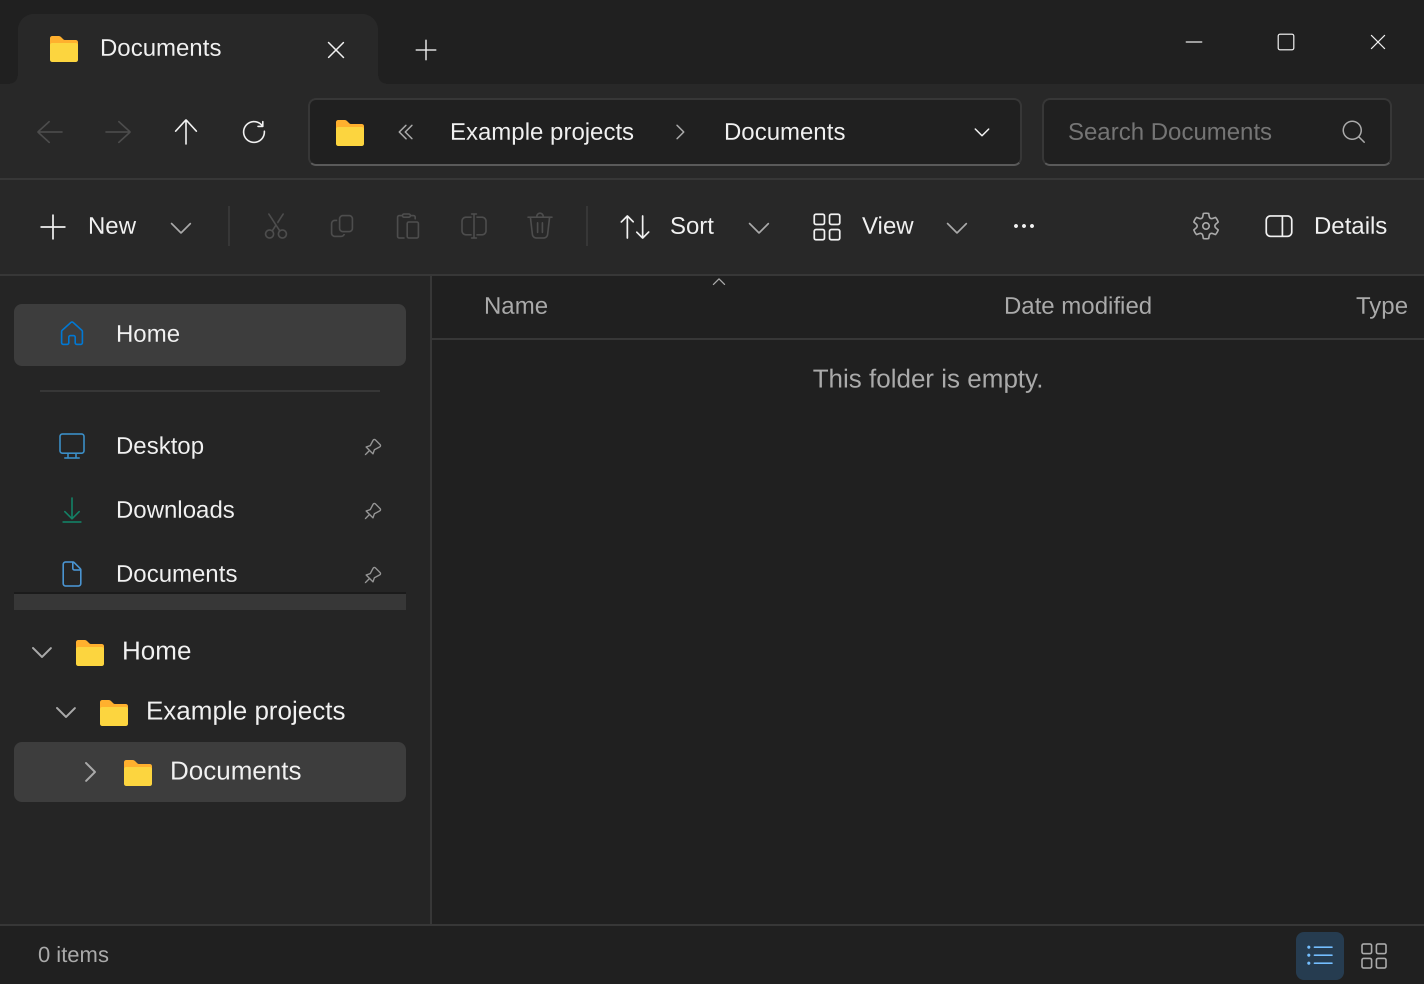 Documents
Example projects
Documents
Search Documents
New
Sort
View
Details
Home
Desktop
Downloads
Documents
Home
Example projects
Documents
Name
Date modified
Type
This folder is empty.
0 items